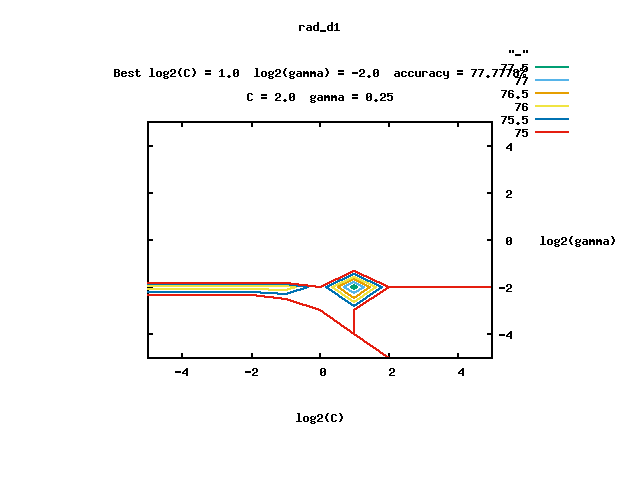 rad_d1
"_"
Best log2(C) = 1.0 log2(gamma) = -2.0 accuracy = 77.7778%
77.5
77
C = 2.0 gamma = 0.25
76.5
76
75.5
75
4
2
0
log2(gamma)
-2
-4
-4 -2 0 2 4
log2(C)